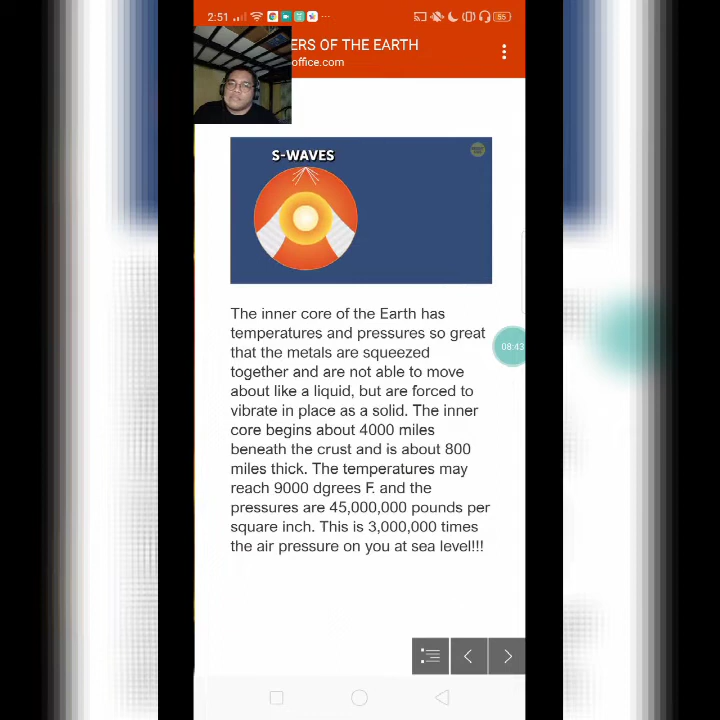 2:51
55
ERS OF THE EARTH
office.com
S-WAVES
The inner core of the Earth has
temperatures and pressures so great
that the metals are squeezed
together and are not able to move
about like a liquid, but are forced to
vibrate in place as a solid. The inner
core begins about 4000 miles
beneath the crust and is about 800
miles thick. The temperatures may
reach 9000 dgrees F. and the
pressures are 45,000,000 pounds per
square inch. This is 3,000,000 times
the air pressure on you at sea level!!!
08:43